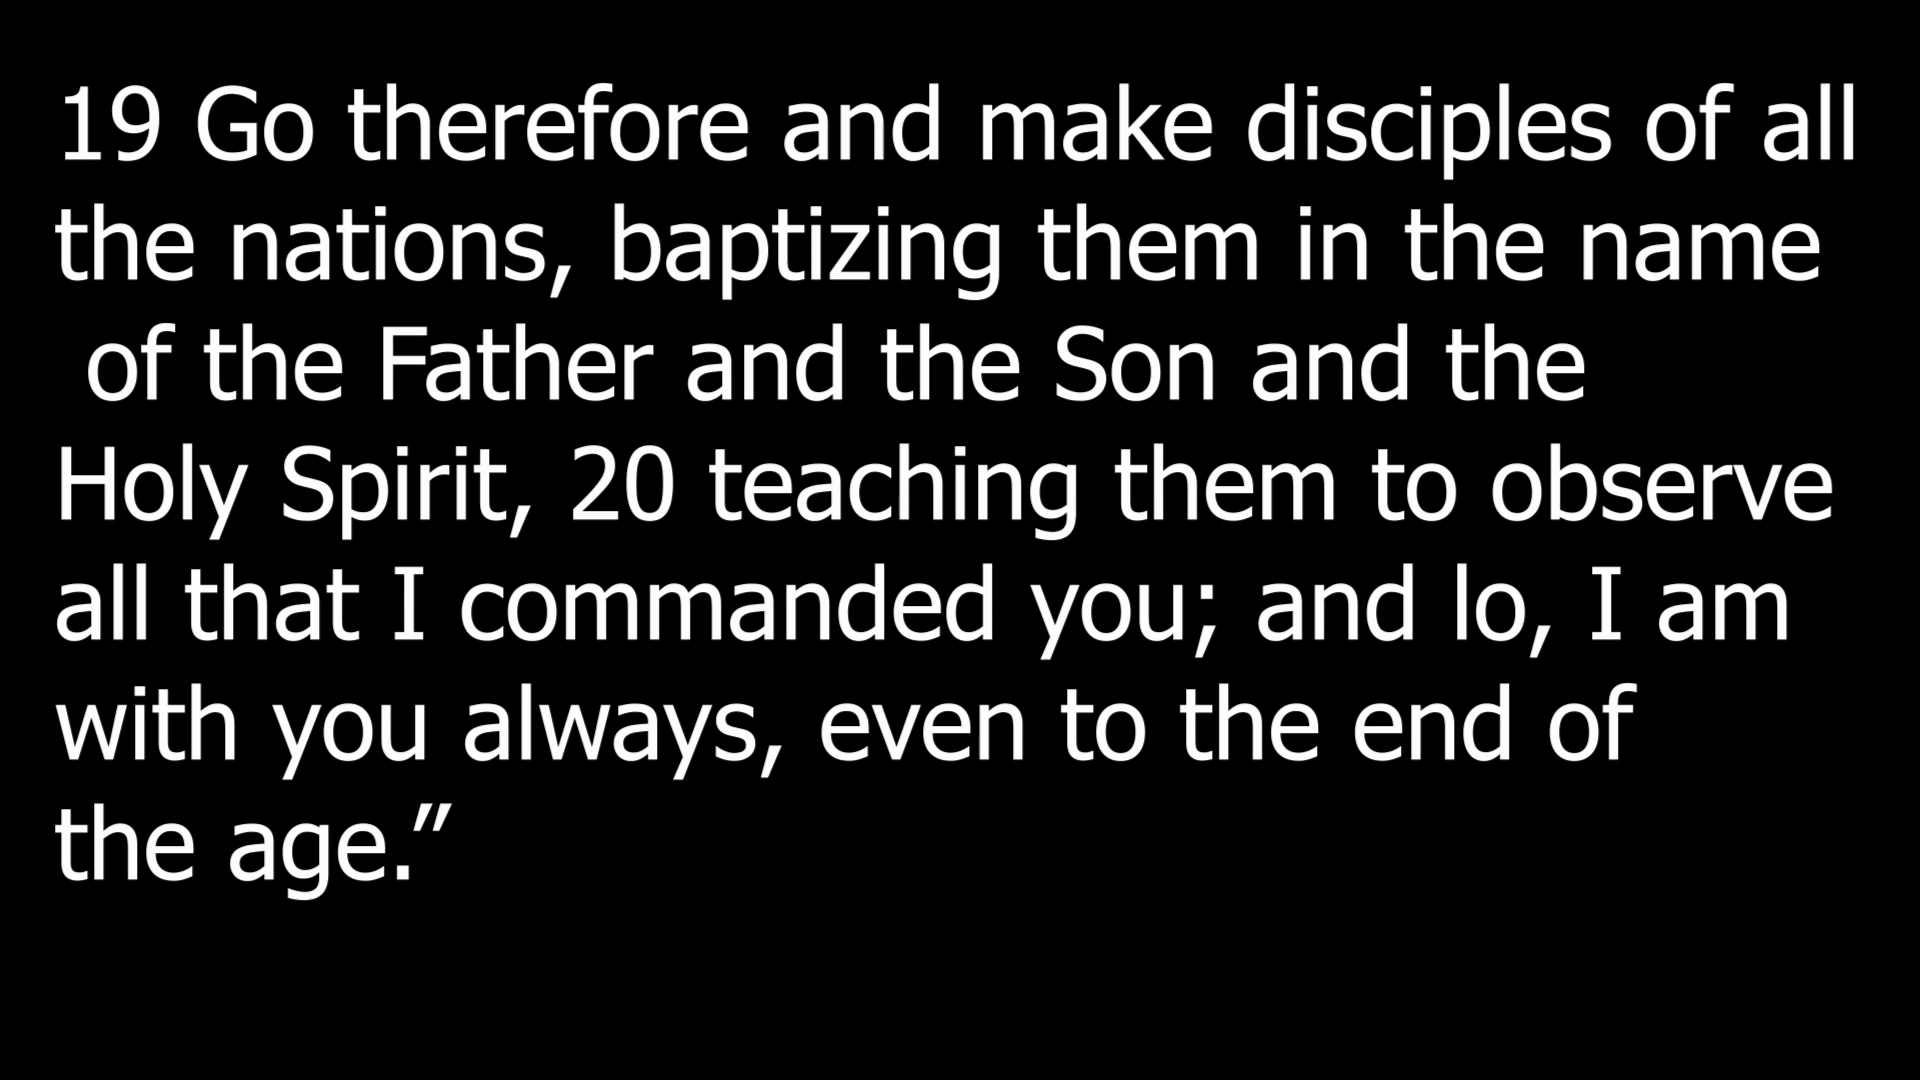 19 Go therefore and make disciples of all
the nations, baptizing them in the name
of the Father and the Son and the
Holy Spirit, 20 teaching them to observe
all that I commanded you; and lo, I am
with you always, even to the end of
the age.”